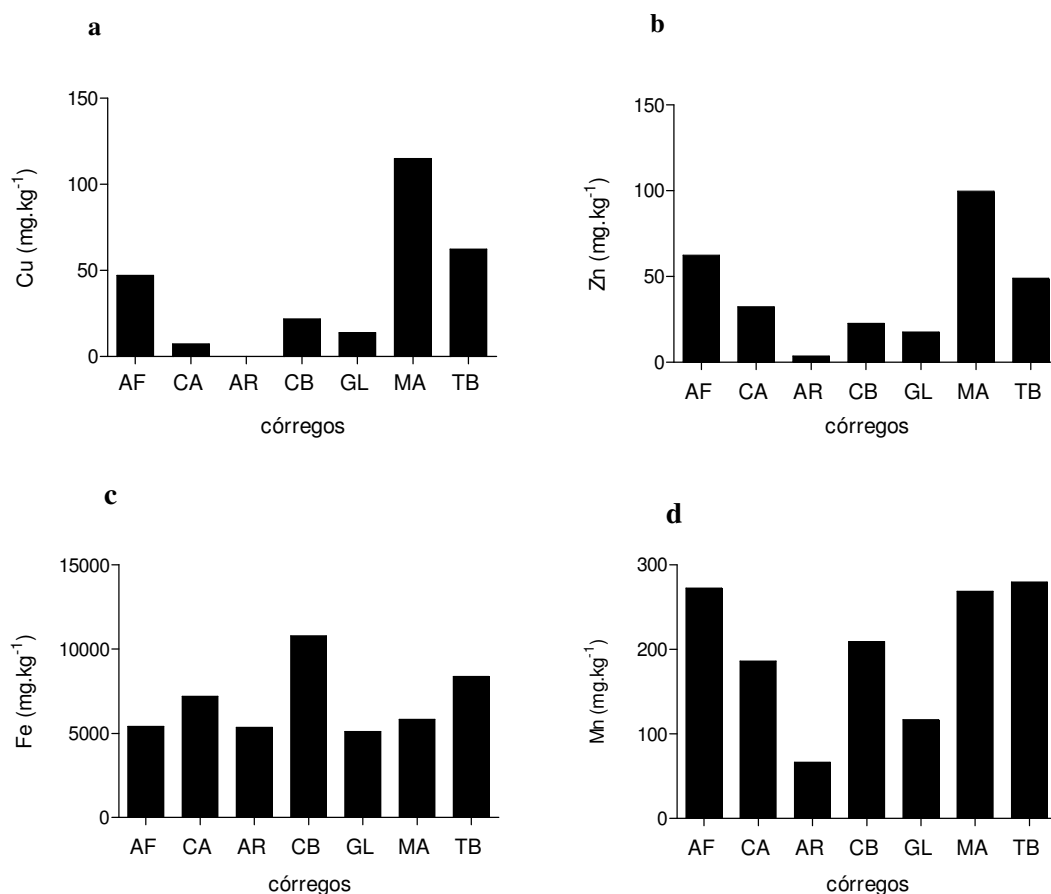 a
150
100
50
0
Cu (mg.kg⁻¹)
AF CA AR CB GL MA TB
córregos
b
150
100
50
0
Zn (mg.kg⁻¹)
AF CA AR CB GL MA TB
córregos
c
15000
10000
5000
0
Fe (mg.kg⁻¹)
AF CA AR CB GL MA TB
córregos
d
300
200
100
0
Mn (mg.kg⁻¹)
AF CA AR CB GL MA TB
córregos